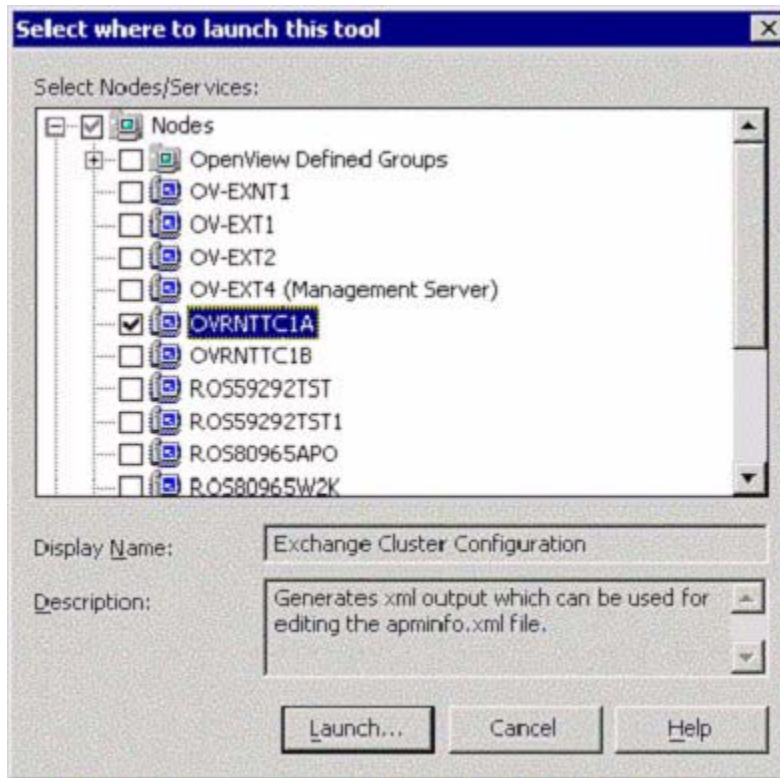 Select where to launch this tool
Select Nodes/Services:
Nodes
OpenView Defined Groups
OV-EXNT1
OV-EXT1
OV-EXT2
OV-EXT4 (Management Server)
OVRNTTC1A
OVRNTTC1B
ROS59292TST
ROS59292TST1
ROS80965APO
ROS80965W2K
Display Name: Exchange Cluster Configuration
Description: Generates xml output which can be used for
editing the apminfo.xml file.
Launch... Cancel Help